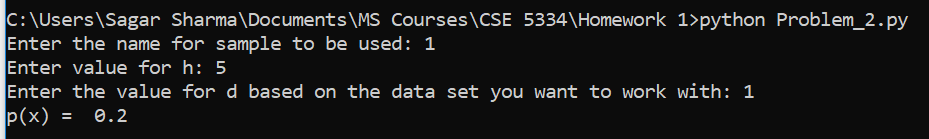 C:\Users\Sagar Sharma\Documents\MS Courses\CSE 5334\Homework 1>python Problem_2.py
Enter the name for sample to be used: 1
Enter value for h: 5
Enter the value for d based on the data set you want to work with: 1
p(x) =  0.2